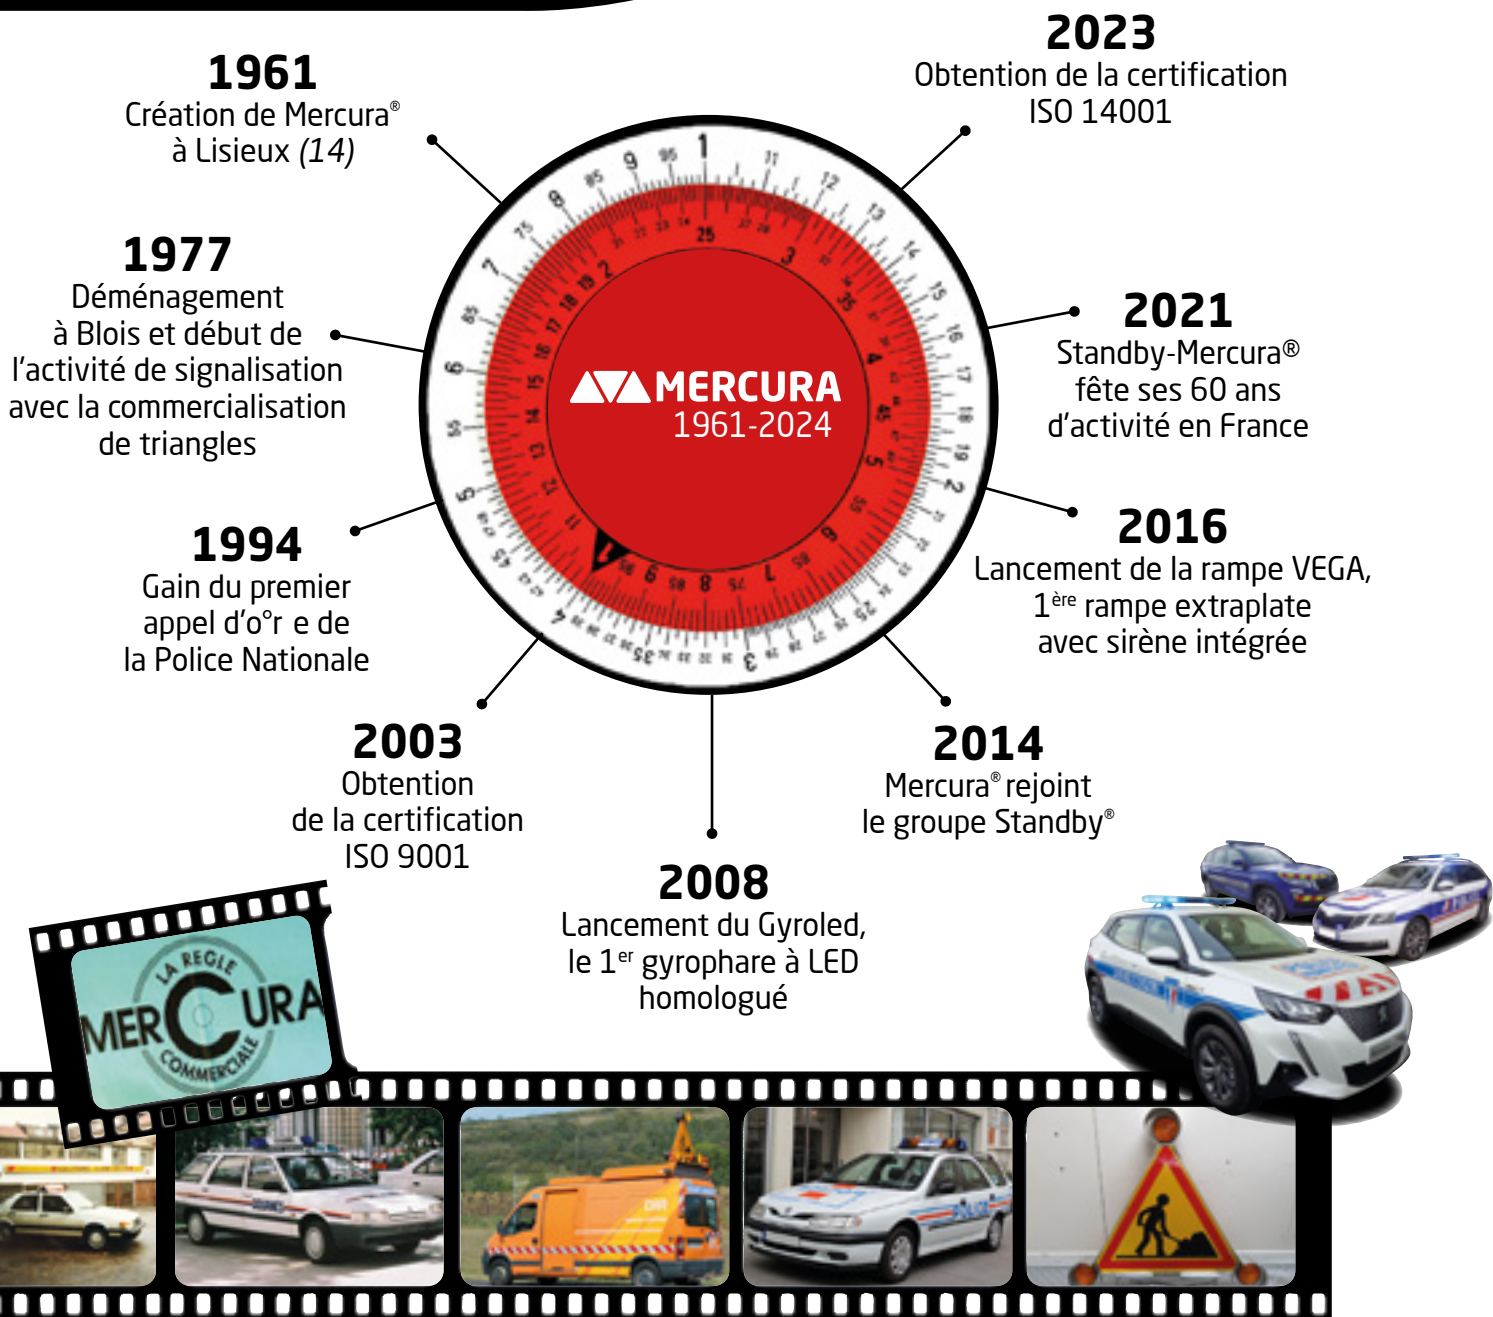 1961
Création de Mercura®
à Lisieux (14)
1977
Déménagement
à Blois et début de
l'activité de signalisation
avec la commercialisation
de triangles
1994
Gain du premier
appel d'o°r e de
la Police Nationale
2003
Obtention
de la certification
ISO 9001
2008
Lancement du Gyroled,
le 1er gyrophare à LED
homologué
2014
Mercura® rejoint
le groupe Standby®
2016
Lancement de la rampe VEGA,
1ère rampe extraplate
avec sirène intégrée
2021
Standby-Mercura®
fête ses 60 ans
d'activité en France
2023
Obtention de la certification
ISO 14001
MERCURA
1961-2024
LA REGLE
MERCURA
COMMERCIALE
POLICE